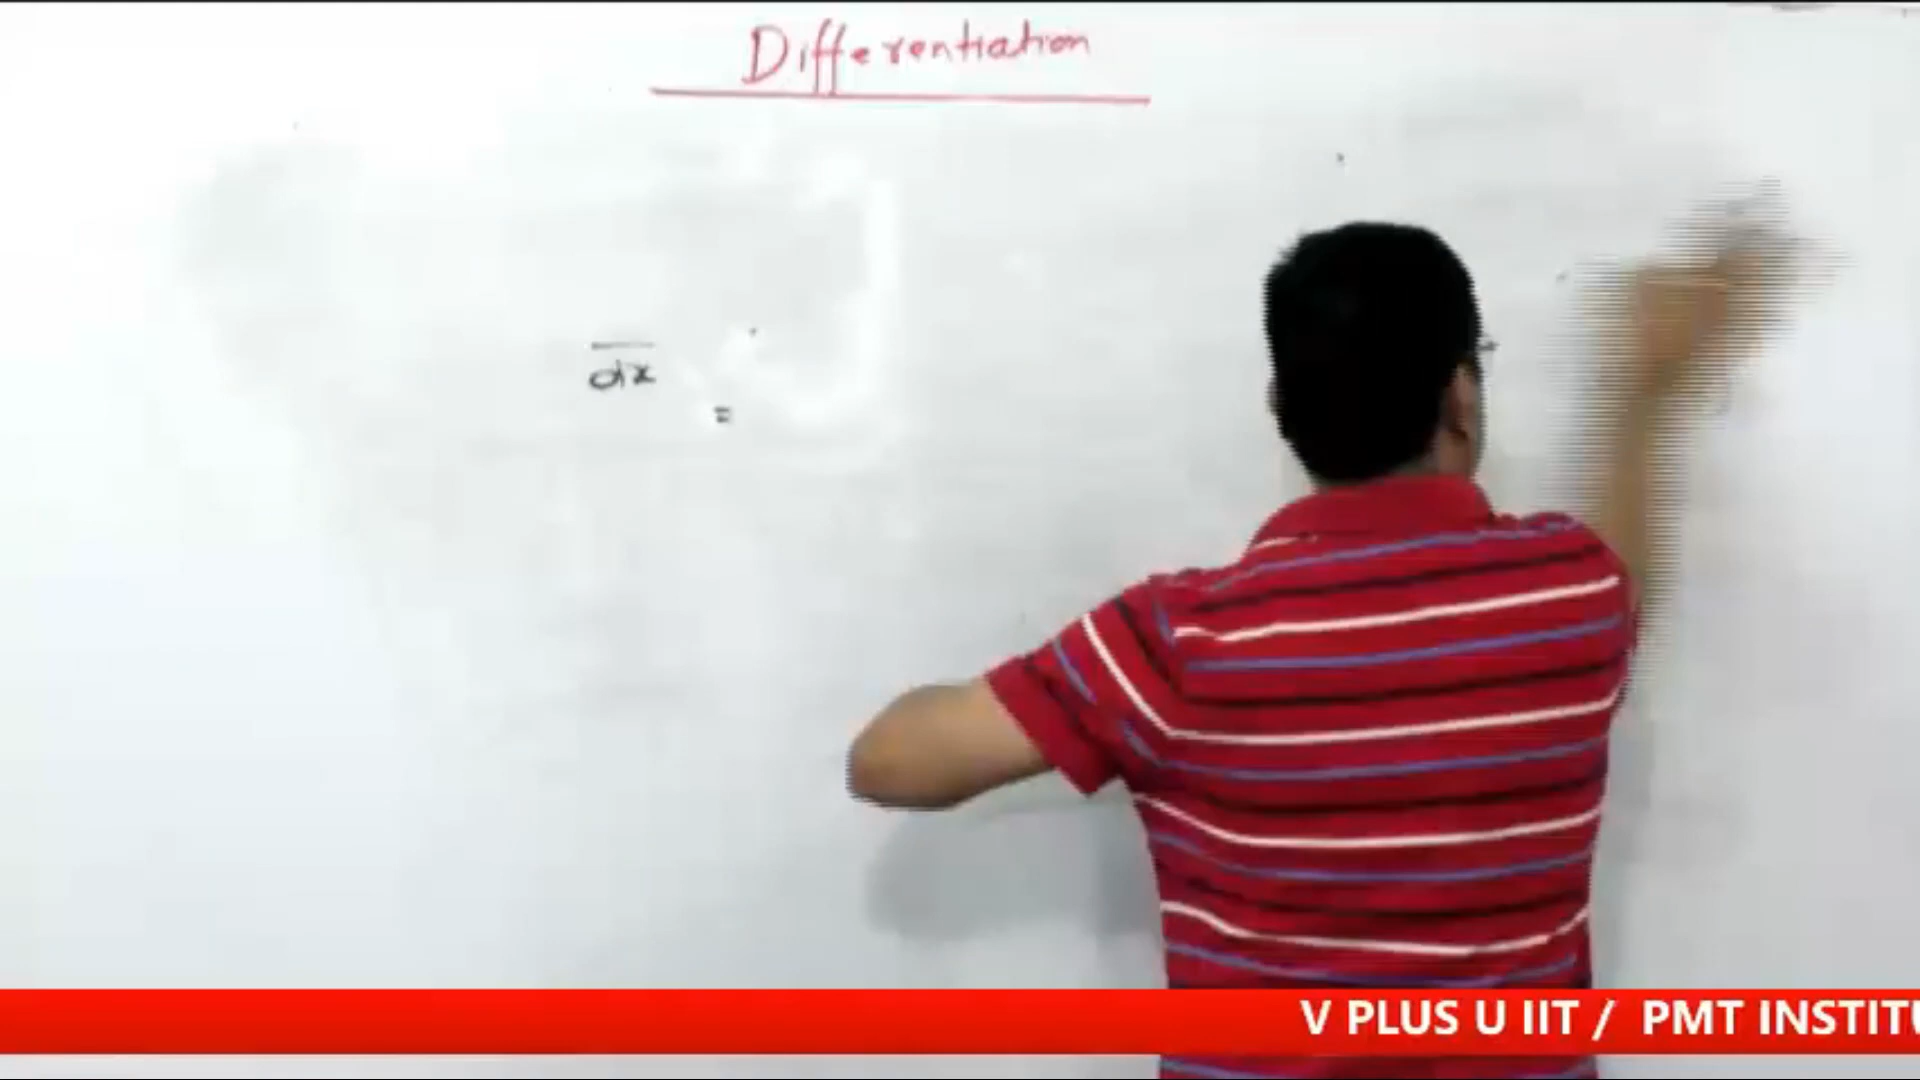 Differentiation
dx
=
V PLUS U IIT / PMT INSTITU